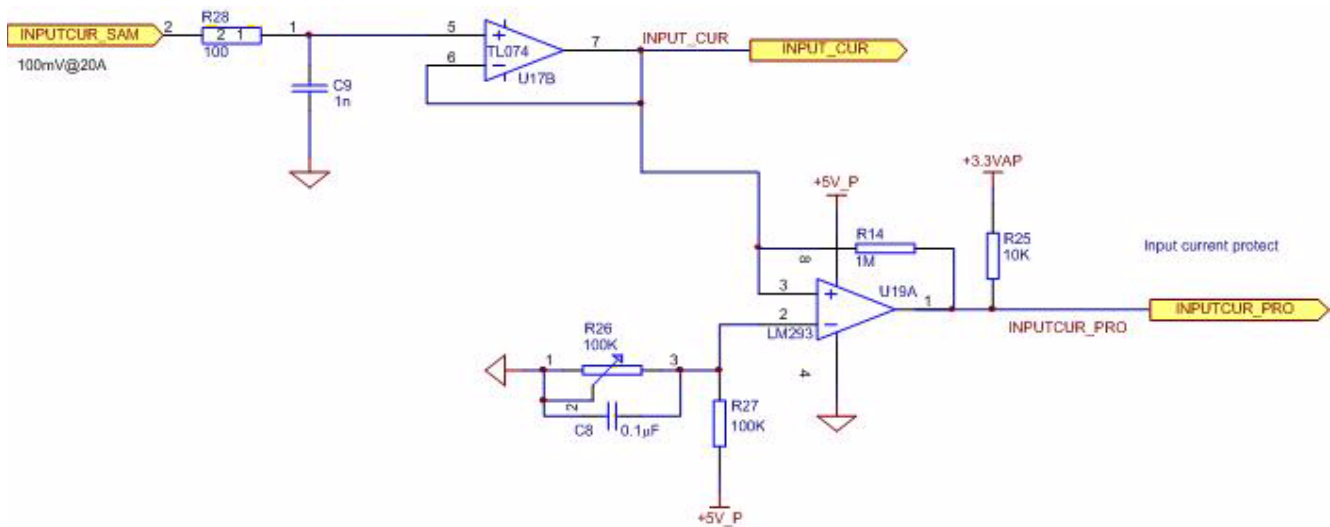 R28
INPUTCUR_SAM
2
2 1
1
100
100mV@20A
C9
1n
5
6
TL074
7
U17B
INPUT_CUR
INPUT_CUR
+3.3VAP
+5V_P
R14
1M
8
R25
10K
Input current protect
3
2
U19A
1
LM293
INPUTCUR_PRO
INPUTCUR_PRO
4
R26
100K
1
3
2
C8
0.1µF
R27
100K
+5V_P